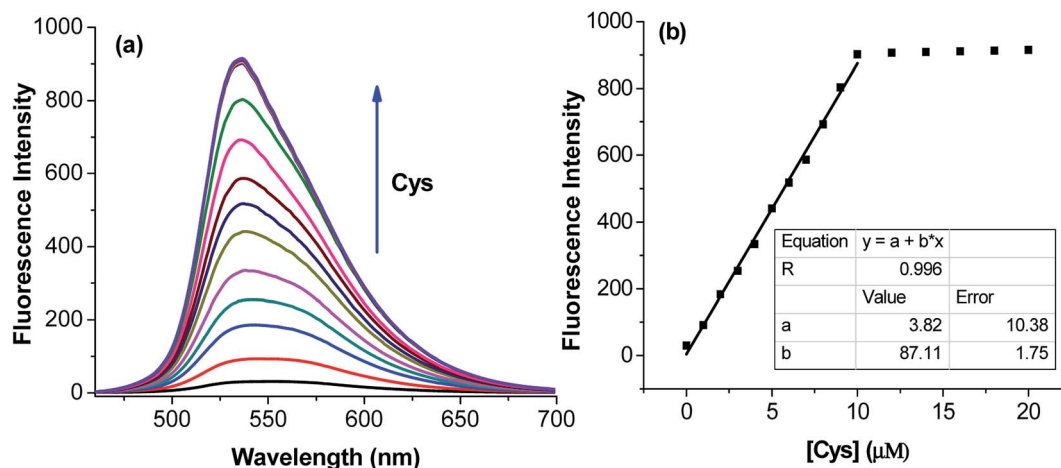 (a)
1000
800
600
400
200
0
Fluorescence Intensity
Cys
500 550 600 650 700
Wavelength (nm)
(b)
1000
800
600
400
200
0
Fluorescence Intensity
Equation y = a + b*x
R 0.996
Value Error
a 3.82 10.38
b 87.11 1.75
0 5 10 15 20
[Cys] (μM)